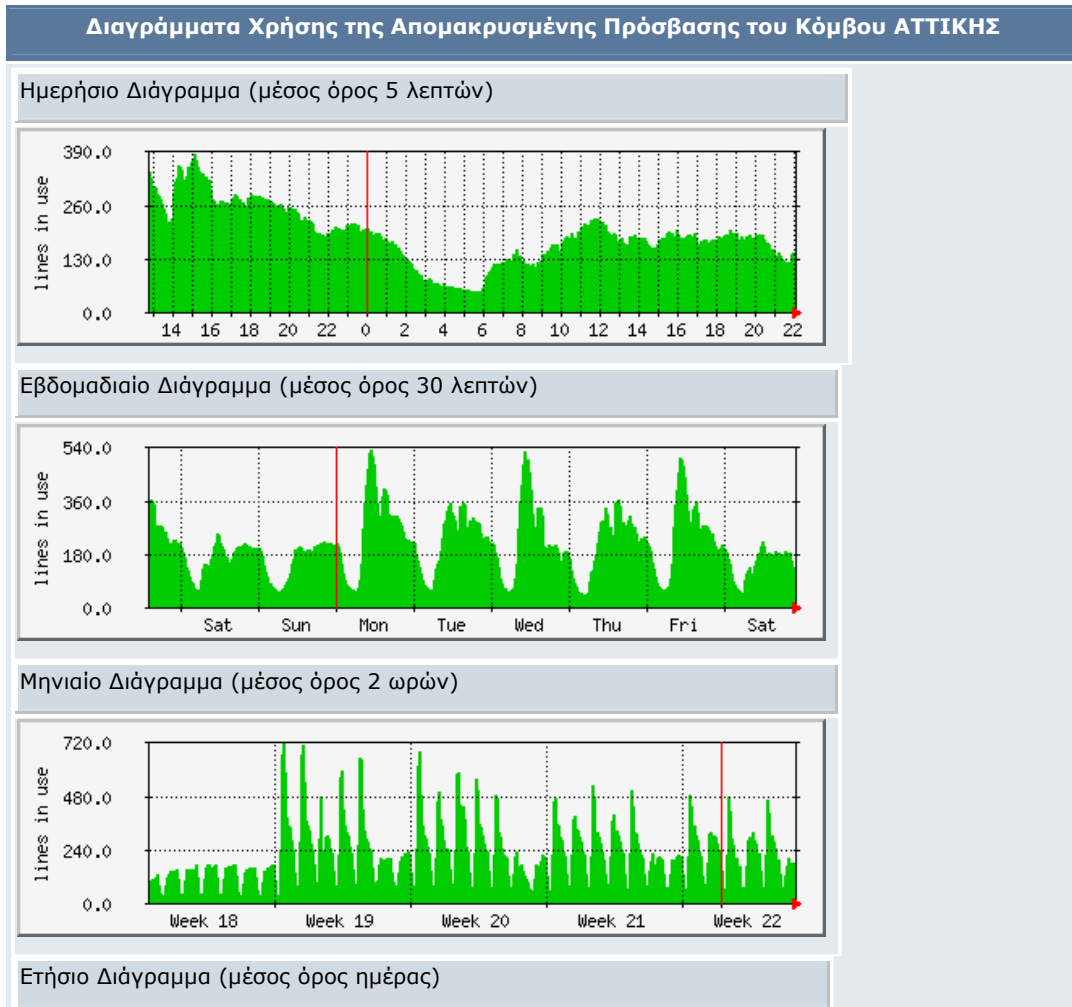 Διαγράμματα Χρήσης της Απομακρυσμένης Πρόσβασης του Κόμβου ΑΤΤΙΚΗΣ
Ημερήσιο Διάγραμμα (μέσος όρος 5 λεπτών)
lines in use
390.0
260.0
130.0
0.0
14 16 18 20 22 0 2 4 6 8 10 12 14 16 18 20 22
Εβδομαδιαίο Διάγραμμα (μέσος όρος 30 λεπτών)
lines in use
540.0
360.0
180.0
0.0
Sat Sun Mon Tue Wed Thu Fri Sat
Μηνιαίο Διάγραμμα (μέσος όρος 2 ωρών)
lines in use
720.0
480.0
240.0
0.0
Week 18 Week 19 Week 20 Week 21 Week 22
Ετήσιο Διάγραμμα (μέσος όρος ημέρας)